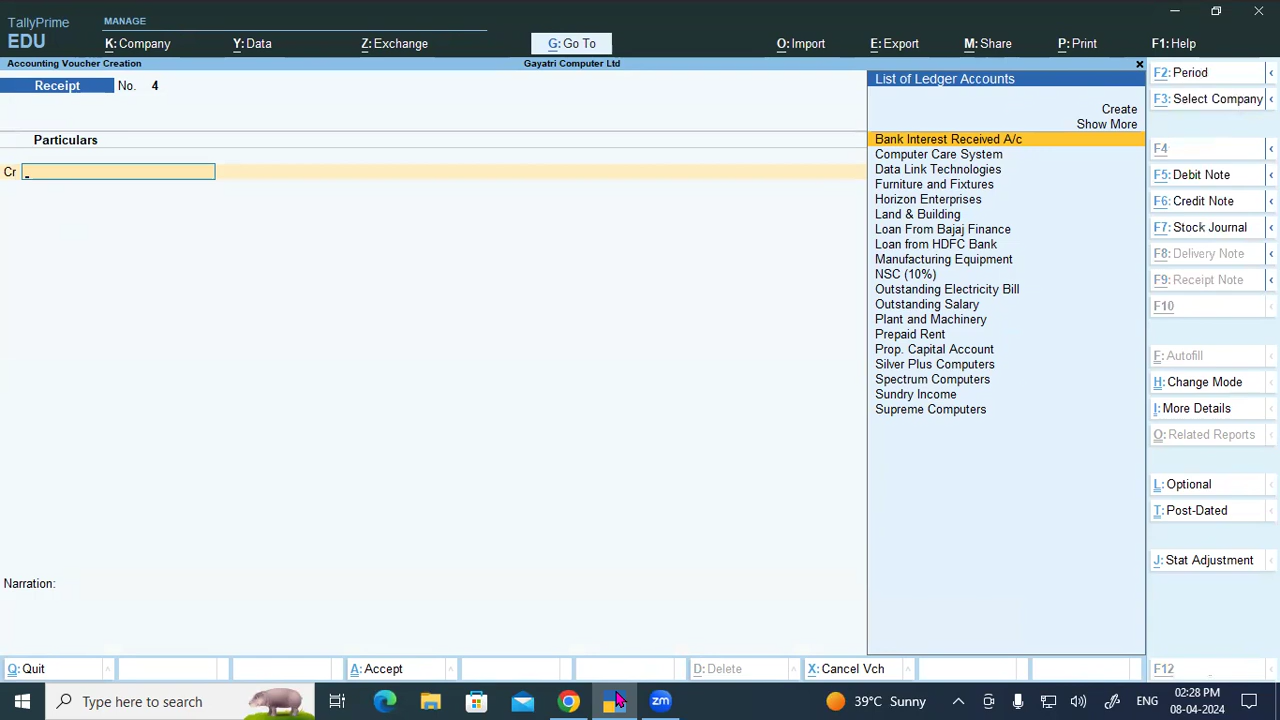 TallyPrime
EDU
MANAGE
K: Company
Y: Data
Z: Exchange
G: Go To
O: Import
E: Export
M: Share
P: Print
F1: Help
Accounting Voucher Creation
Gayatri Computer Ltd
Receipt
No. 4
Particulars
Cr
List of Ledger Accounts
Create
Show More
Bank Interest Received A/c
Computer Care System
Data Link Technologies
Furniture and Fixtures
Horizon Enterprises
Land & Building
Loan From Bajaj Finance
Loan from HDFC Bank
Manufacturing Equipment
NSC (10%)
Outstanding Electricity Bill
Outstanding Salary
Plant and Machinery
Prepaid Rent
Prop. Capital Account
Silver Plus Computers
Spectrum Computers
Sundry Income
Supreme Computers
F2: Period
F3: Select Company
F4
F5: Debit Note
F6: Credit Note
F7: Stock Journal
F8: Delivery Note
F9: Receipt Note
F10
F: Autofill
H: Change Mode
I: More Details
O: Related Reports
L: Optional
T: Post-Dated
J: Stat Adjustment
Narration:
Q: Quit
A: Accept
D: Delete
X: Cancel Vch
F12
Type here to search
zm
39°C Sunny
ENG
02:28 PM
08-04-2024